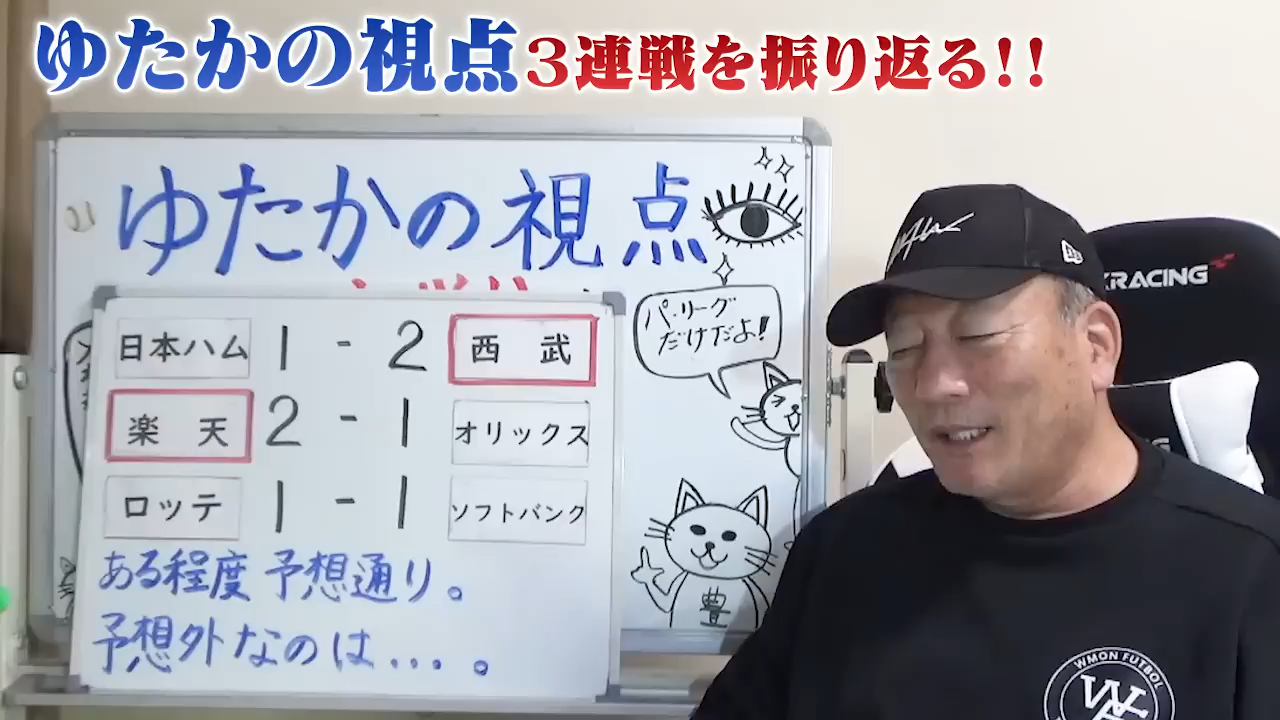 ゆたかの視点 3連戦を振り返る!!
ゆたかの視点
パ・リーグ
だけだよ!
日本ハム 1 - 2 西武
楽天 2 - 1 オリックス
ロッテ 1 - 1 ソフトバンク
ある程度予想通り。
予想外なのは....。
豊
RACING
WMON FUTBOL